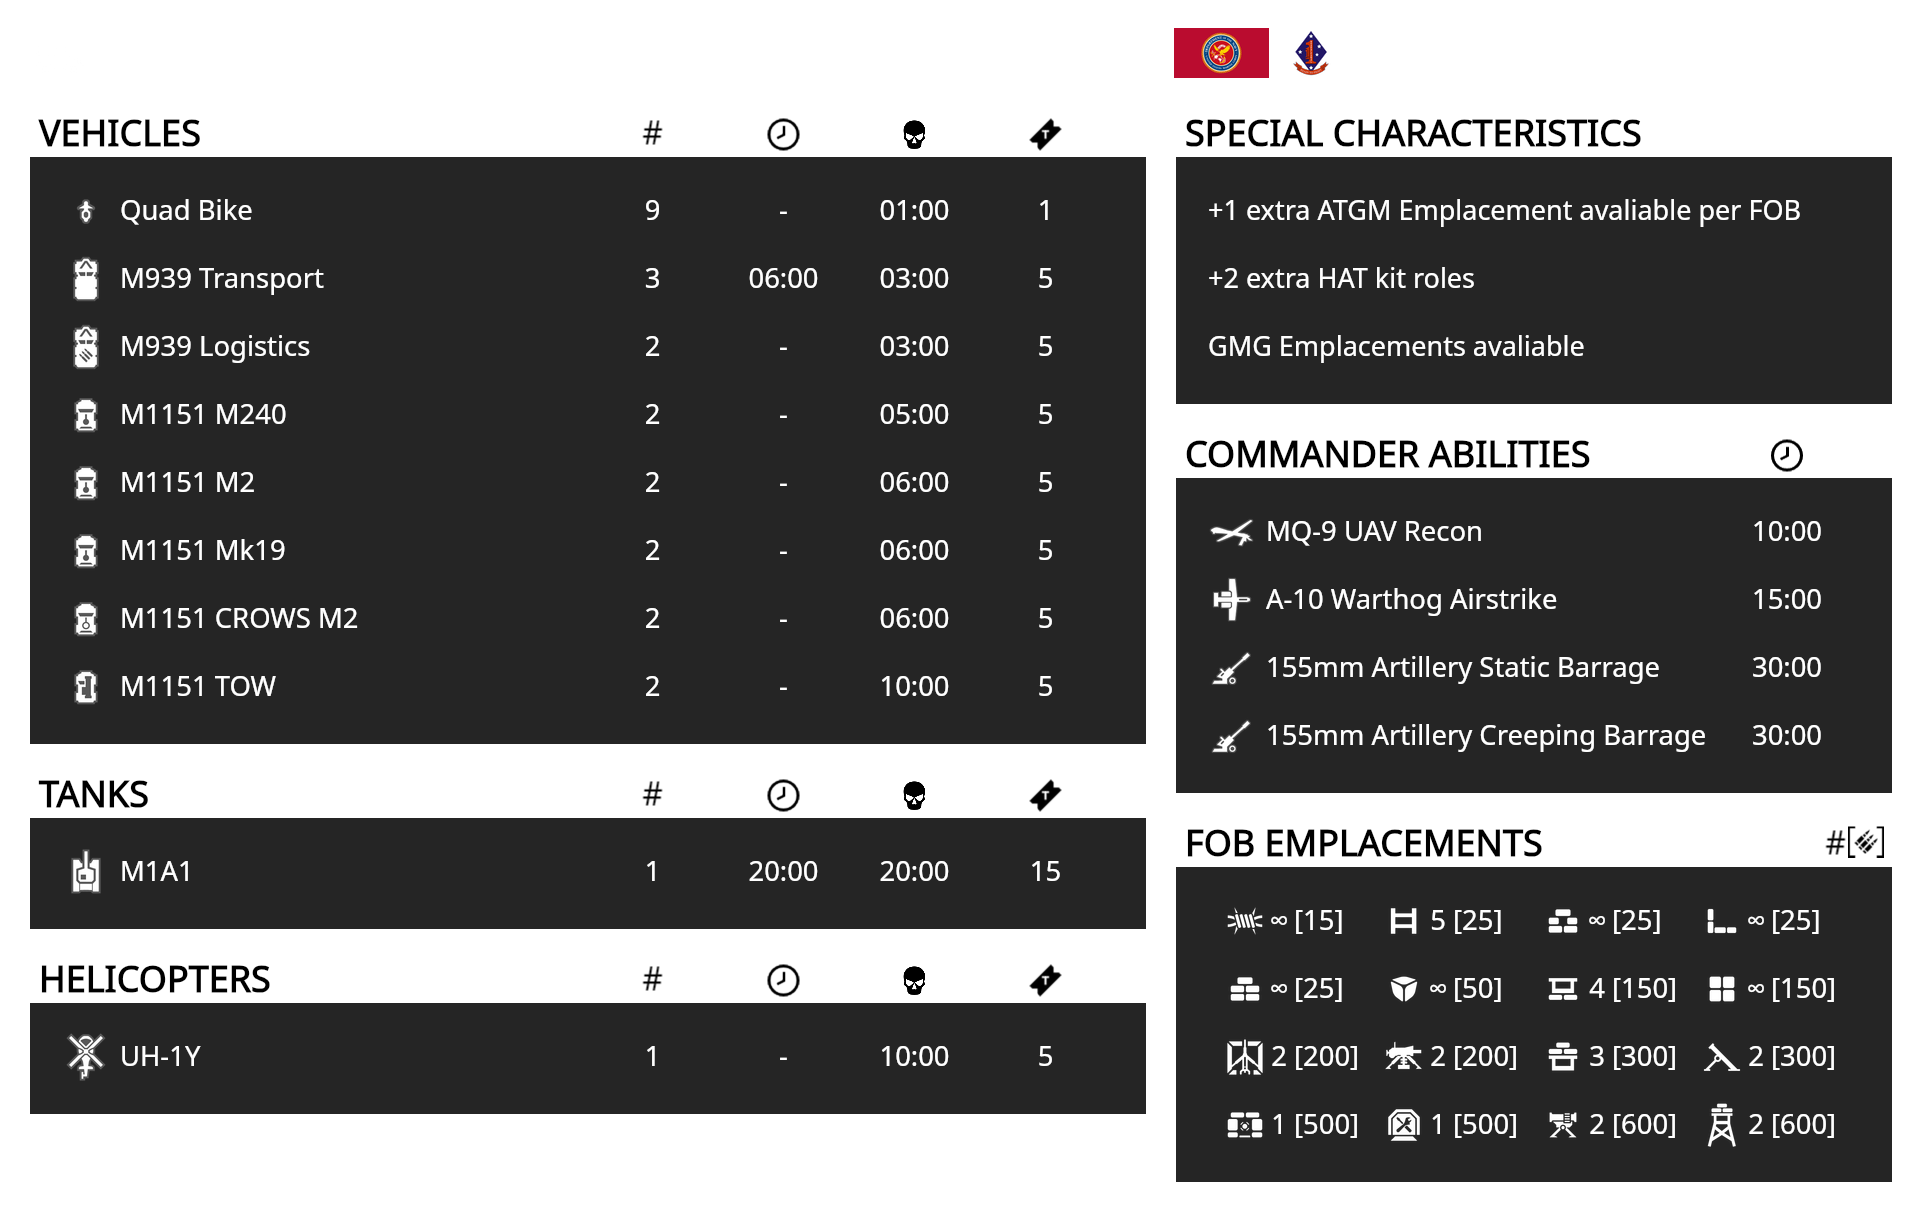 VEHICLES #
Quad Bike 9 - 01:00 1
M939 Transport 3 06:00 03:00 5
M939 Logistics 2 - 03:00 5
M1151 M240 2 - 05:00 5
M1151 M2 2 - 06:00 5
M1151 Mk19 2 - 06:00 5
M1151 CROWS M2 2 - 06:00 5
M1151 TOW 2 - 10:00 5
TANKS #
M1A1 1 20:00 20:00 15
HELICOPTERS #
UH-1Y 1 - 10:00 5
SPECIAL CHARACTERISTICS
+1 extra ATGM Emplacement avaliable per FOB
+2 extra HAT kit roles
GMG Emplacements avaliable
COMMANDER ABILITIES
MQ-9 UAV Recon 10:00
A-10 Warthog Airstrike 15:00
155mm Artillery Static Barrage 30:00
155mm Artillery Creeping Barrage 30:00
FOB EMPLACEMENTS #[ ]
∞ [15] 5 [25] ∞ [25] ∞ [25]
∞ [25] ∞ [50] 4 [150] ∞ [150]
2 [200] 2 [200] 3 [300] 2 [300]
1 [500] 1 [500] 2 [600] 2 [600]